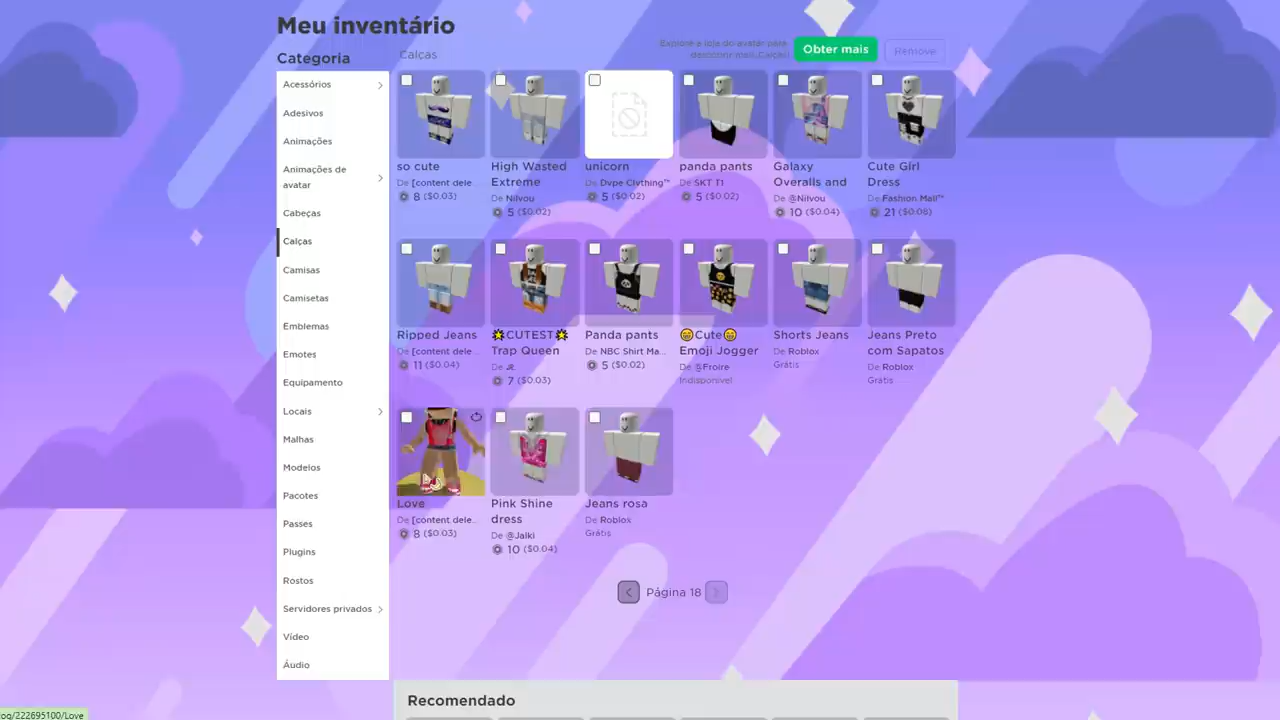 Meu inventário
Categoria
Calças
Explore a loja do avatar para
descobrir mais Calças!
Obter mais
Remove
Acessórios
Adesivos
Animações
Animações de
avatar
Cabeças
Calças
Camisas
Camisetas
Emblemas
Emotes
Equipamento
Locais
Malhas
Modelos
Pacotes
Passes
Plugins
Rostos
Servidores privados
Vídeo
Áudio
so cute
De [content dele...
8 ($0.03)
High Wasted
Extreme
De Nilvou
5 ($0.02)
unicorn
De Dvpe Clvthing™
5 ($0.02)
panda pants
De SKT T1
5 ($0.02)
Galaxy
Overalls and
De @Nilvou
10 ($0.04)
Cute Girl
Dress
De Fashion Mall™
21 ($0.08)
Ripped Jeans
De [content dele...
11 ($0.04)
🌟CUTEST🌟
Trap Queen
De
7 ($0.03)
Panda pants
De NBC Shirt Ma...
5 ($0.02)
😁Cute😁
Emoji Jogger
De @Froire
Indisponível
Shorts Jeans
De Roblox
Grátis
Jeans Preto
com Sapatos
De Roblox
Grátis
Love
De [content dele...
8 ($0.03)
Pink Shine
dress
De @Jalki
10 ($0.04)
Jeans rosa
De Roblox
Grátis
Página 18
Recomendado
og/222695100/Love